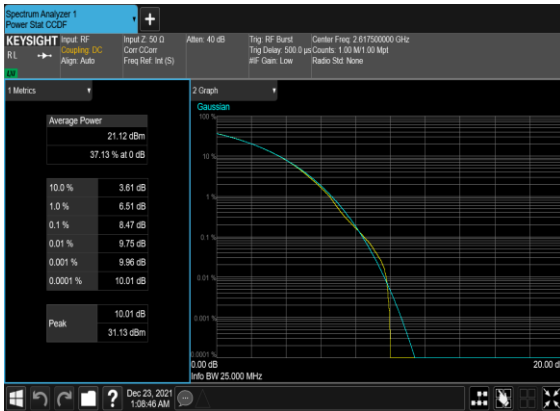 Spectrum Analyzer 1
Power Stat CCDF
+
KEYSIGHT
RL
LXI
Input: RF
Coupling: DC
Align: Auto
Input Z: 50 Ω
Corr CCorr
Freq Ref: Int (S)
Atten: 40 dB
Trig: RF Burst
Trig Delay: 500.0 µs
#IF Gain: Low
Center Freq: 2.617500000 GHz
Counts: 1.00 M/1.00 Mpt
Radio Std: None
1 Metrics
Average Power
21.12 dBm
37.13 % at 0 dB
10.0 % 3.61 dB
1.0 % 6.51 dB
0.1 % 8.47 dB
0.01 % 9.75 dB
0.001 % 9.96 dB
0.0001 % 10.01 dB
Peak
10.01 dB
31.13 dBm
2 Graph
Gaussian
100 %
10 %
1 %
0.1 %
0.01 %
0.001 %
0.0001 %
0.00 dB
20.00 d
Info BW 25.000 MHz
?
Dec 23, 2021
1:08:46 AM